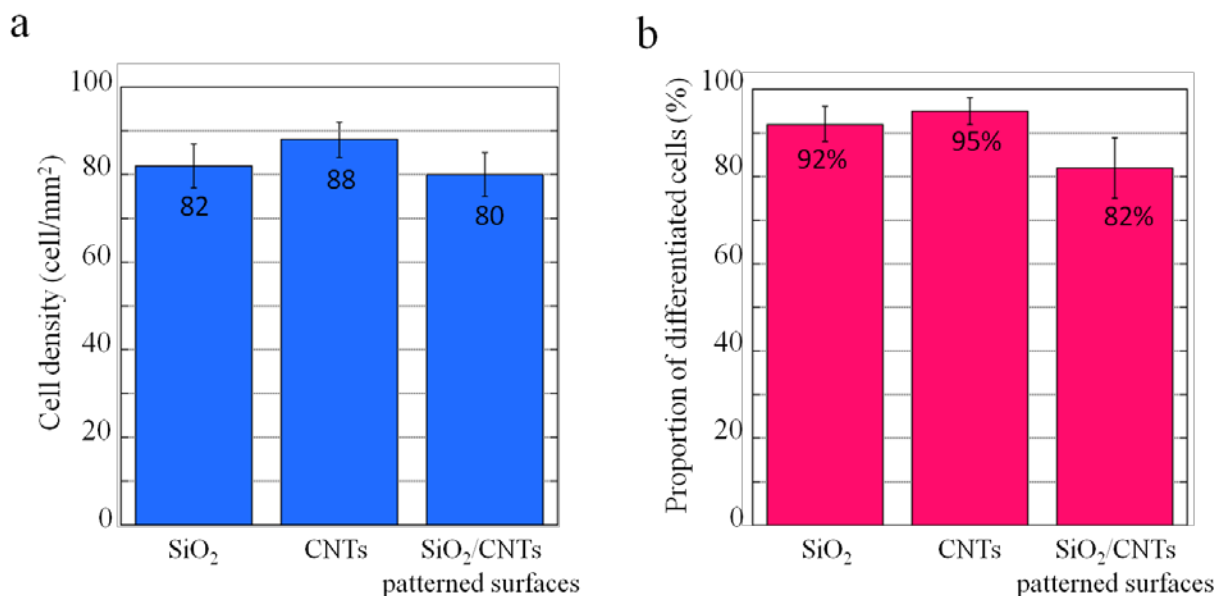 a
Cell density (cell/mm²)
100
80
60
40
20
0
82
88
80
SiO₂
CNTs
SiO₂/CNTs
patterned surfaces
b
Proportion of differentiated cells (%)
100
80
60
40
20
0
92%
95%
82%
SiO₂
CNTs
SiO₂/CNTs
patterned surfaces